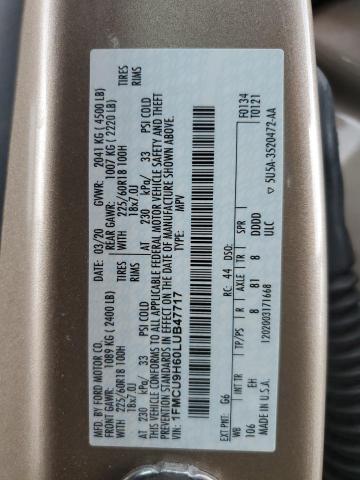 MFD. BY FORD MOTOR CO.
DATE: 03/20 GVWR: 2041 KG ( 4500 LB)
FRONT GAWR: 1089 KG ( 2400 LB) REAR GAWR: 1007 KG ( 2220 LB)
WITH 225/60R18 100H TIRES WITH 225/60R18 100H TIRES
18x7.0J RIMS 18x7.0J RIMS
AT 230 kPa/ 33 PSI COLD AT 230 kPa/ 33 PSI COLD
THIS VEHICLE CONFORMS TO ALL APPLICABLE FEDERAL MOTOR VEHICLE SAFETY AND THEFT
PREVENTION STANDARDS IN EFFECT ON THE DATE OF MANUFACTURE SHOWN ABOVE.
VIN: 1FMCU9H60LUB47717 TYPE: MPV
F0134
T0121
EXT PNT: G6 RC: 44 DSO:
WB INT TR TP/PS R AXLE TR SPR
106 EH 8 81 8 DDDD
ULC
MADE IN U.S.A. 1202003171668
5U5A-3520472-AA